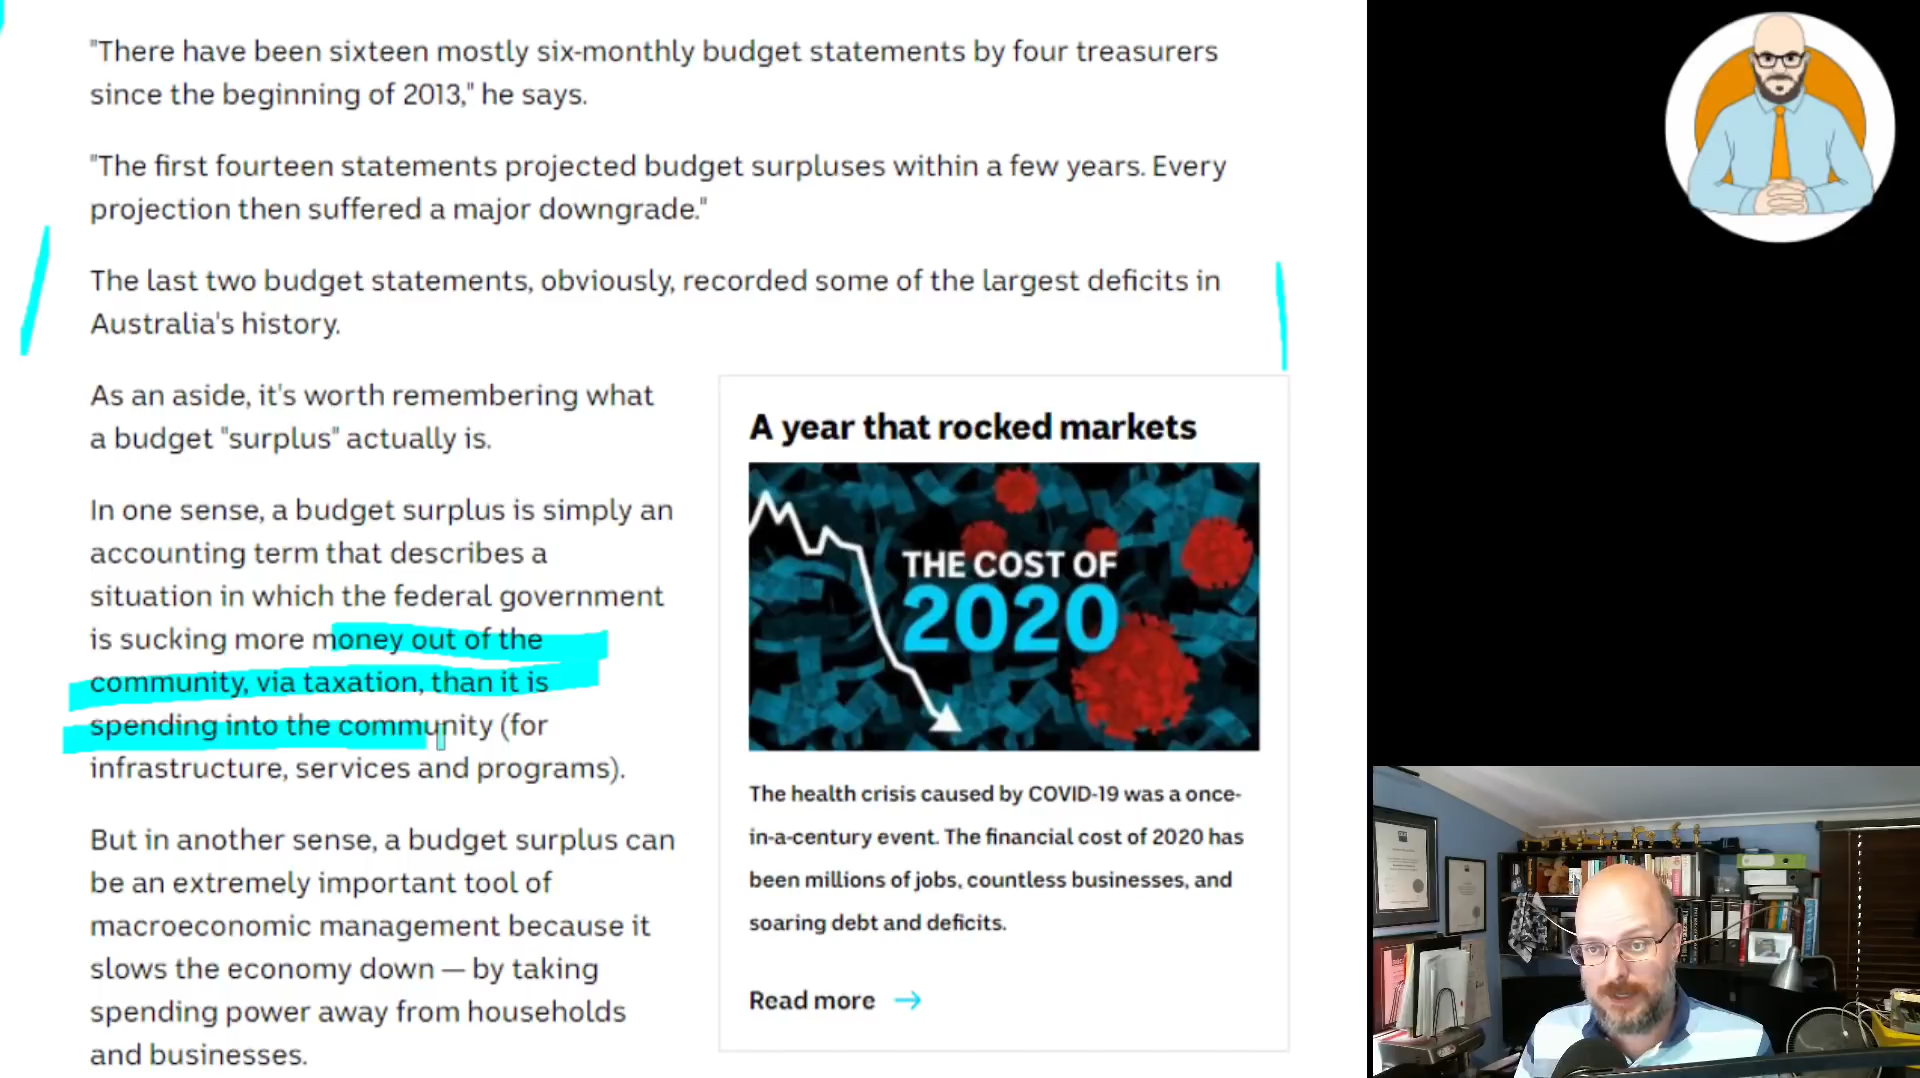 "There have been sixteen mostly six-monthly budget statements by four treasurers
since the beginning of 2013," he says.
"The first fourteen statements projected budget surpluses within a few years. Every
projection then suffered a major downgrade."
The last two budget statements, obviously, recorded some of the largest deficits in
Australia's history.
As an aside, it's worth remembering what
a budget "surplus" actually is.
In one sense, a budget surplus is simply an
accounting term that describes a
situation in which the federal government
is sucking more money out of the
community, via taxation, than it is
spending into the community (for
infrastructure, services and programs).
But in another sense, a budget surplus can
be an extremely important tool of
macroeconomic management because it
slows the economy down — by taking
spending power away from households
and businesses.
A year that rocked markets
THE COST OF
2020
The health crisis caused by COVID-19 was a once-
in-a-century event. The financial cost of 2020 has
been millions of jobs, countless businesses, and
soaring debt and deficits.
Read more →